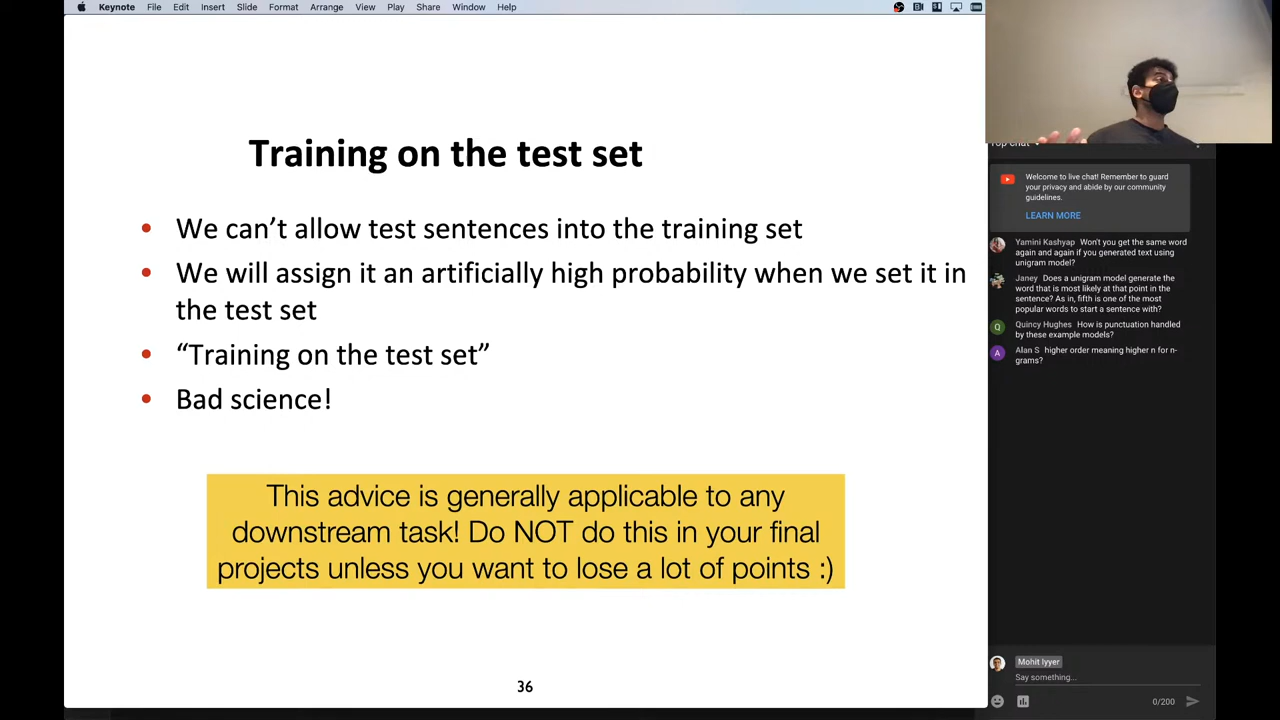 Keynote File Edit Insert Slide Format Arrange View Play Share Window Help
Training on the test set
• We can’t allow test sentences into the training set
• We will assign it an artificially high probability when we set it in
the test set
• “Training on the test set”
• Bad science!
This advice is generally applicable to any
downstream task! Do NOT do this in your final
projects unless you want to lose a lot of points :)
36
Top chat
Welcome to live chat! Remember to guard
your privacy and abide by our community
guidelines.
LEARN MORE
Yamini Kashyap Won't you get the same word
again and again if you generated text using
unigram model?
Janey Does a unigram model generate the
word that is most likely at that point in the
sentence? As in, fifth is one of the most
popular words to start a sentence with?
Q
Quincy Hughes How is punctuation handled
by these example models?
A
Alan S higher order meaning higher n for n-
grams?
Mohit Iyyer
Say something...
0/200